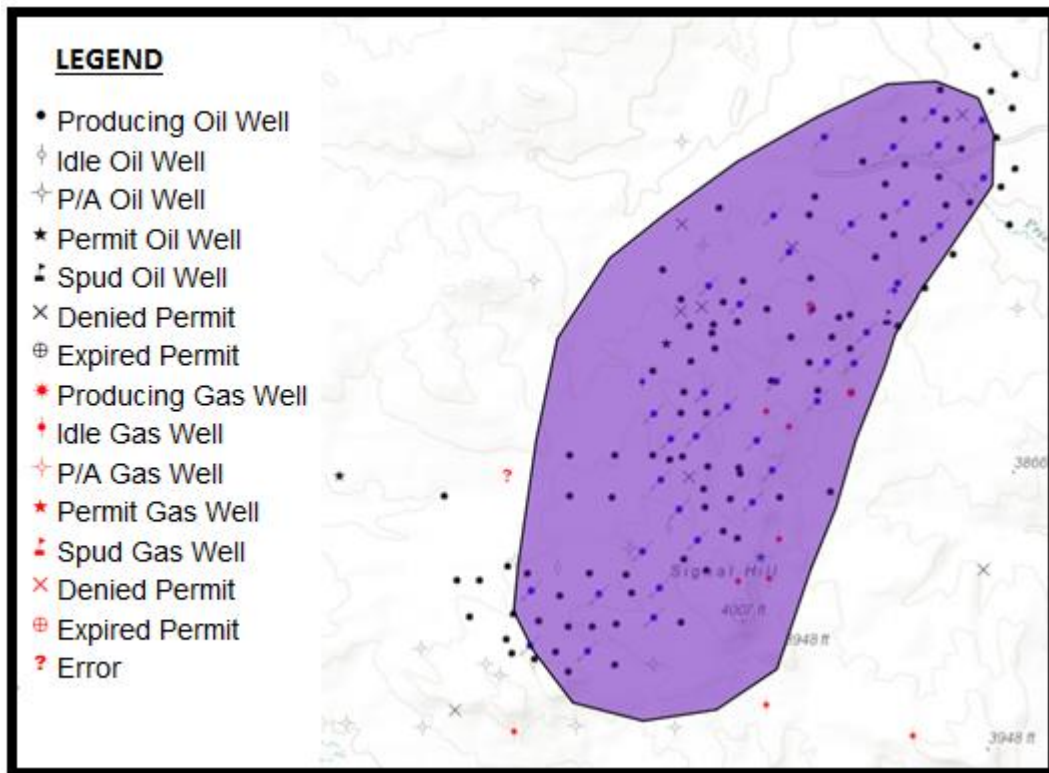 LEGEND
Producing Oil Well
Idle Oil Well
P/A Oil Well
Permit Oil Well
Spud Oil Well
Denied Permit
Expired Permit
Producing Gas Well
Idle Gas Well
P/A Gas Well
Permit Gas Well
Spud Gas Well
Denied Permit
Expired Permit
? Error
?
3866
Signal Hill
4007 ft
3948 ft
3948 ft